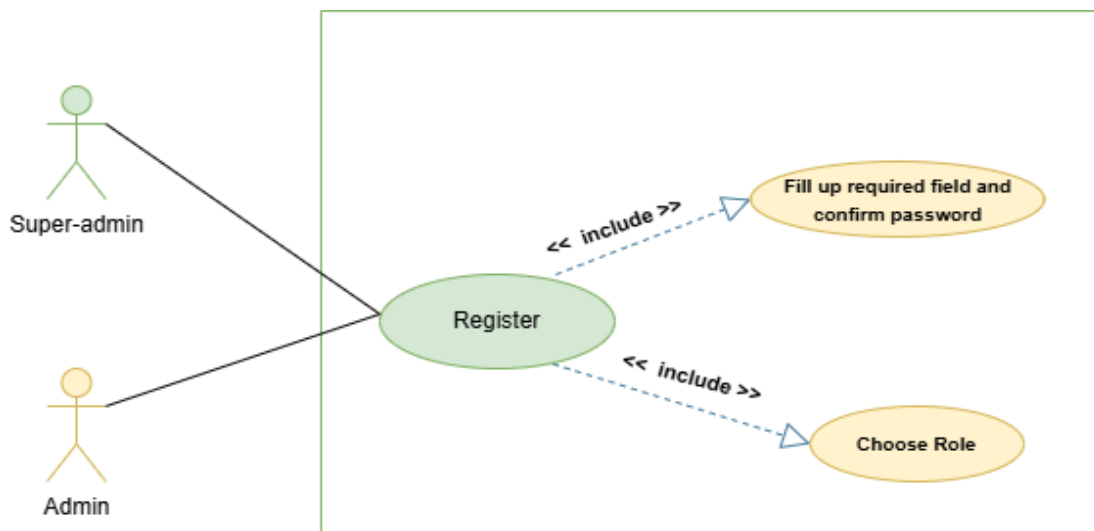 Super-admin
Fill up required field and
confirm password
<< include >>
Register
<< include >>
Choose Role
Admin